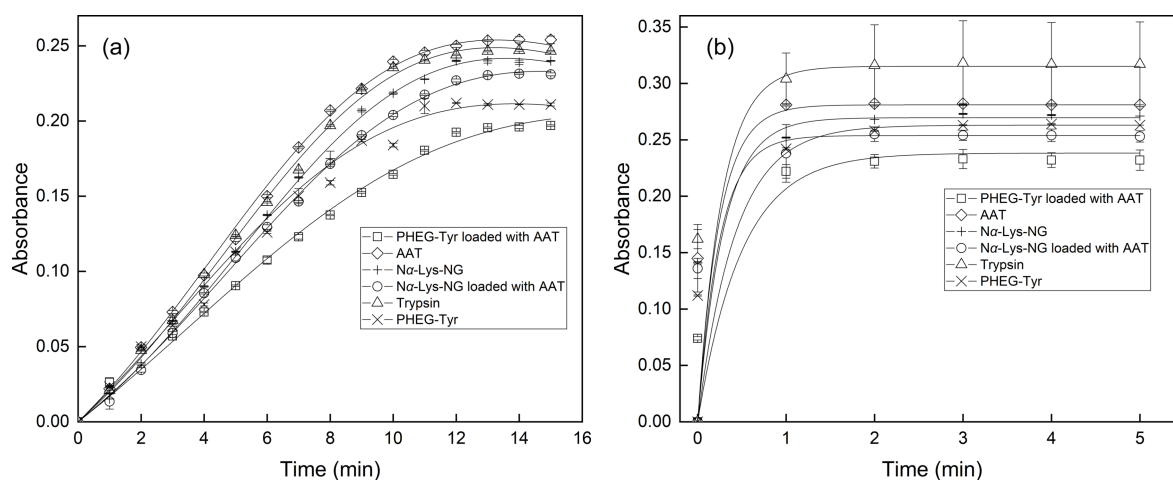 (a)
Absorbance
0.25
0.20
0.15
0.10
0.05
0.00
0 2 4 6 8 10 12 14 16
Time (min)
PHEG-Tyr loaded with AAT
AAT
Nα-Lys-NG
Nα-Lys-NG loaded with AAT
Trypsin
PHEG-Tyr
(b)
Absorbance
0.35
0.30
0.25
0.20
0.15
0.10
0.05
0.00
0 1 2 3 4 5
Time (min)
PHEG-Tyr loaded with AAT
AAT
Nα-Lys-NG
Nα-Lys-NG loaded with AAT
Trypsin
PHEG-Tyr